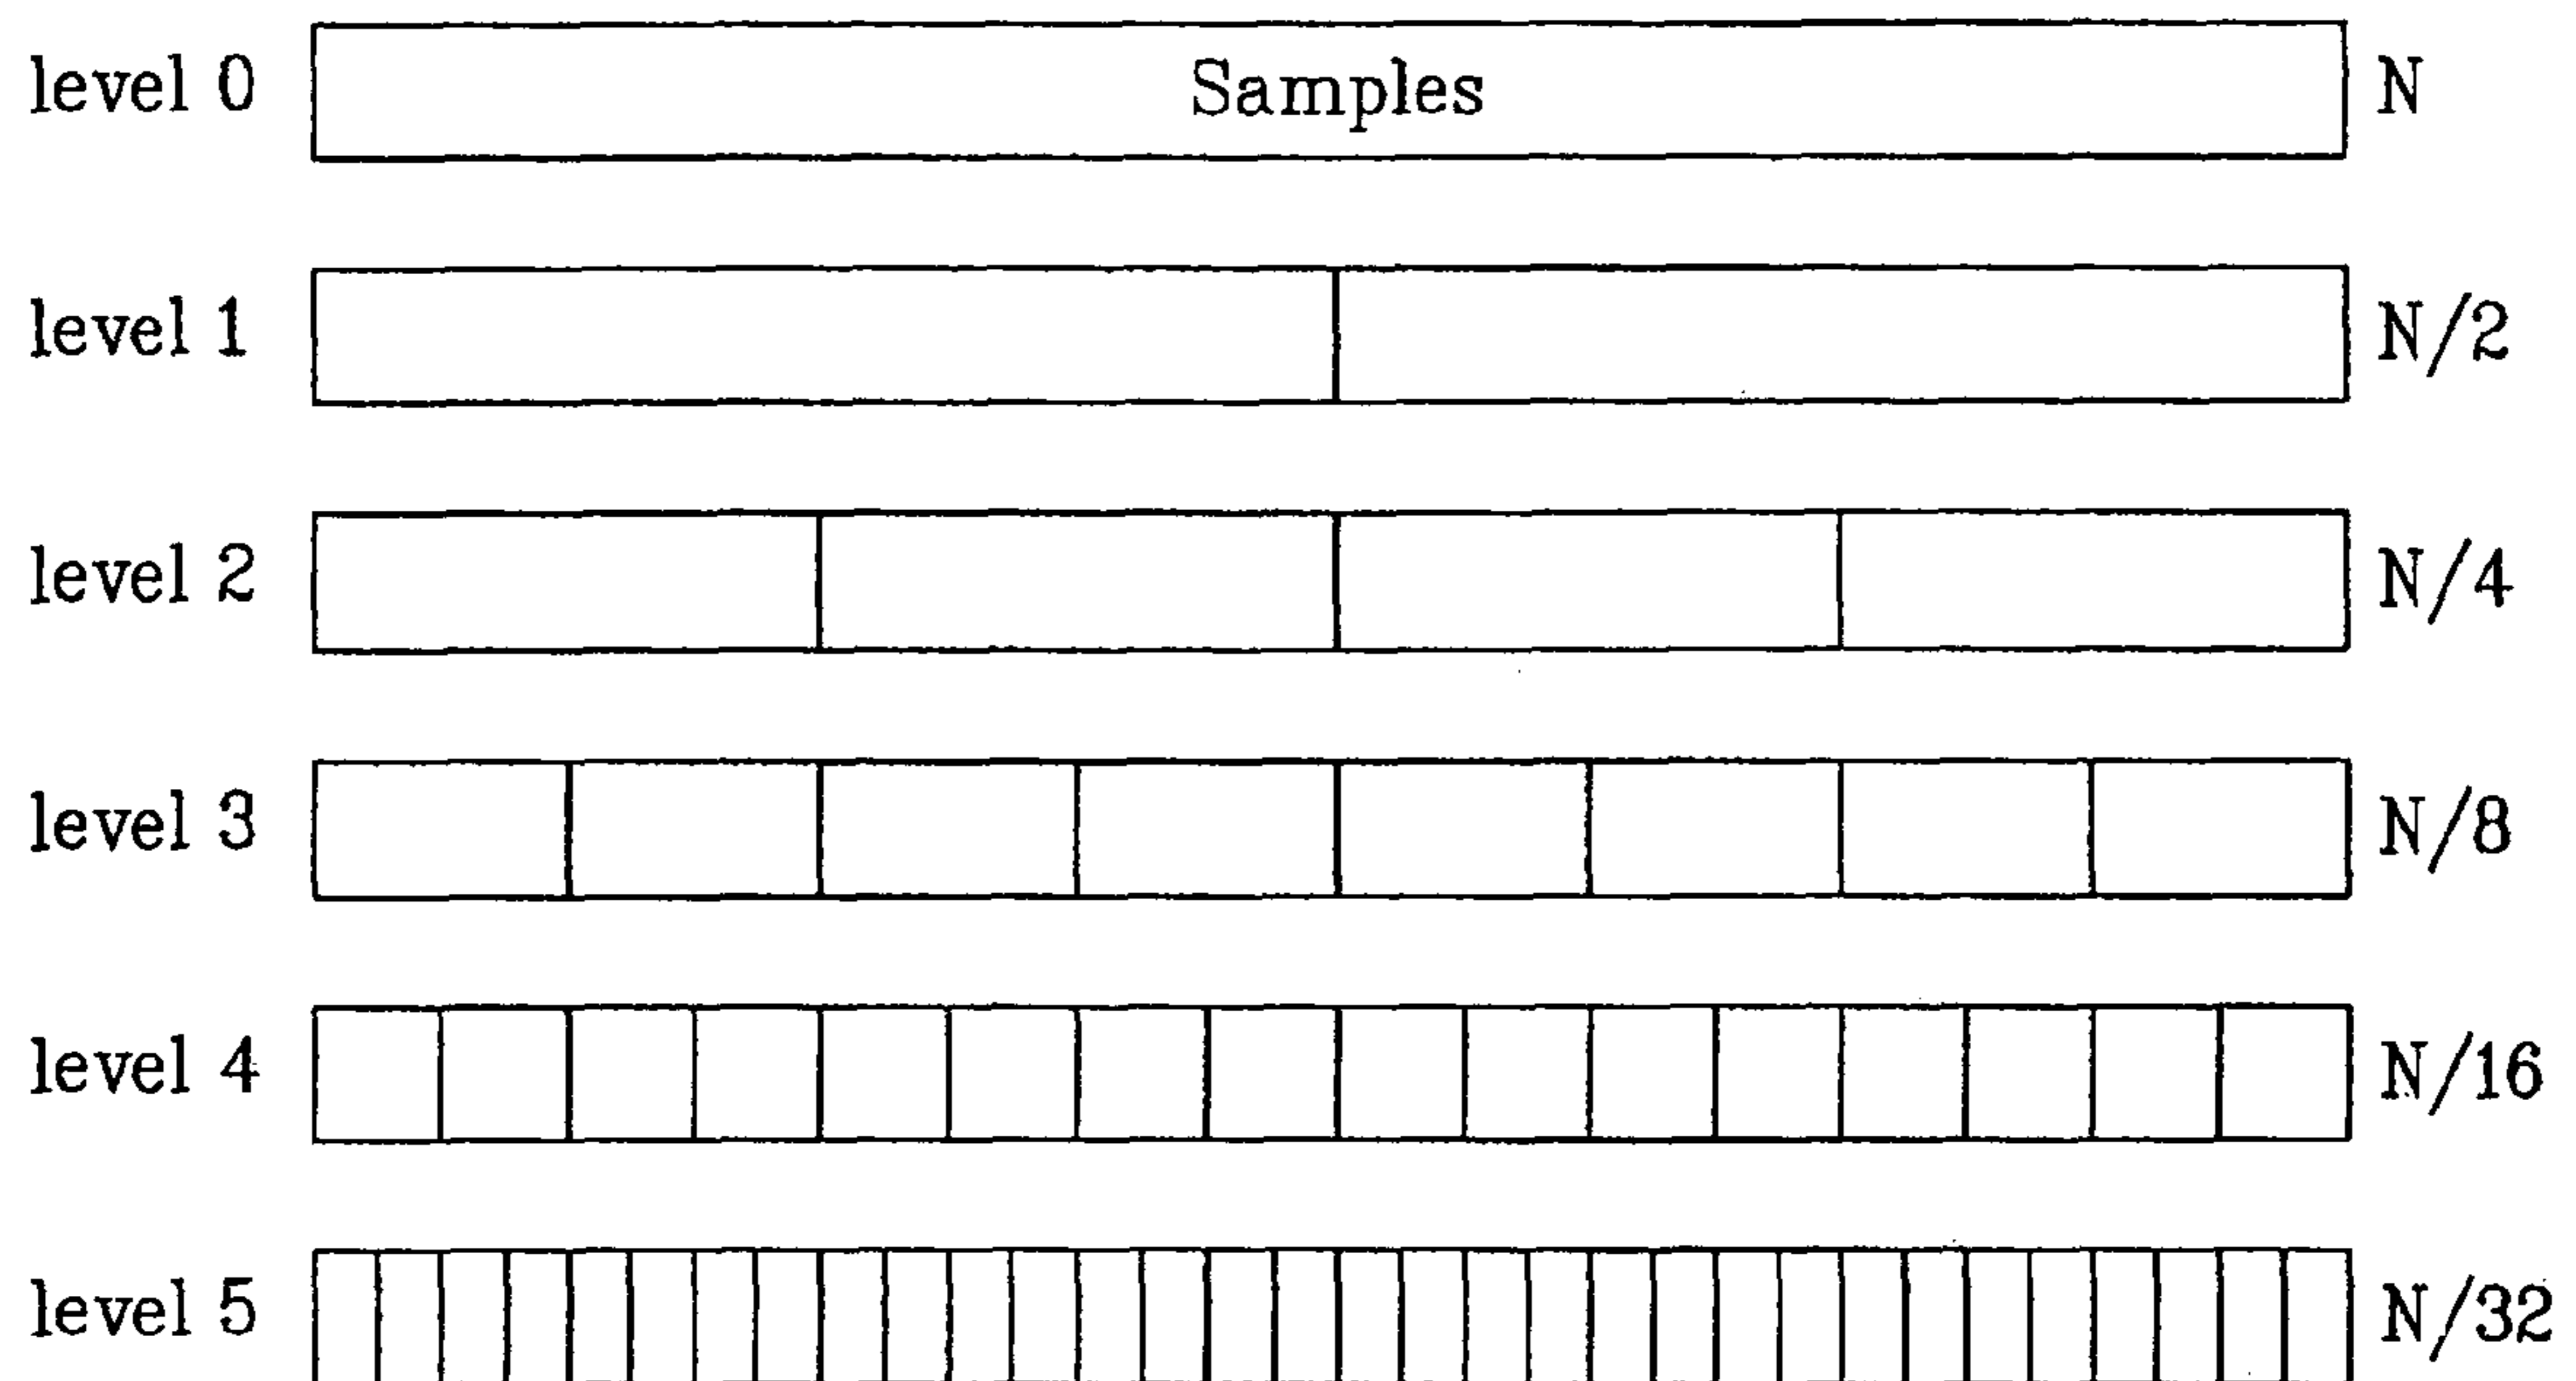 level 0 Samples N
level 1 N/2
level 2 N/4
level 3 N/8
level 4 N/16
level 5 N/32